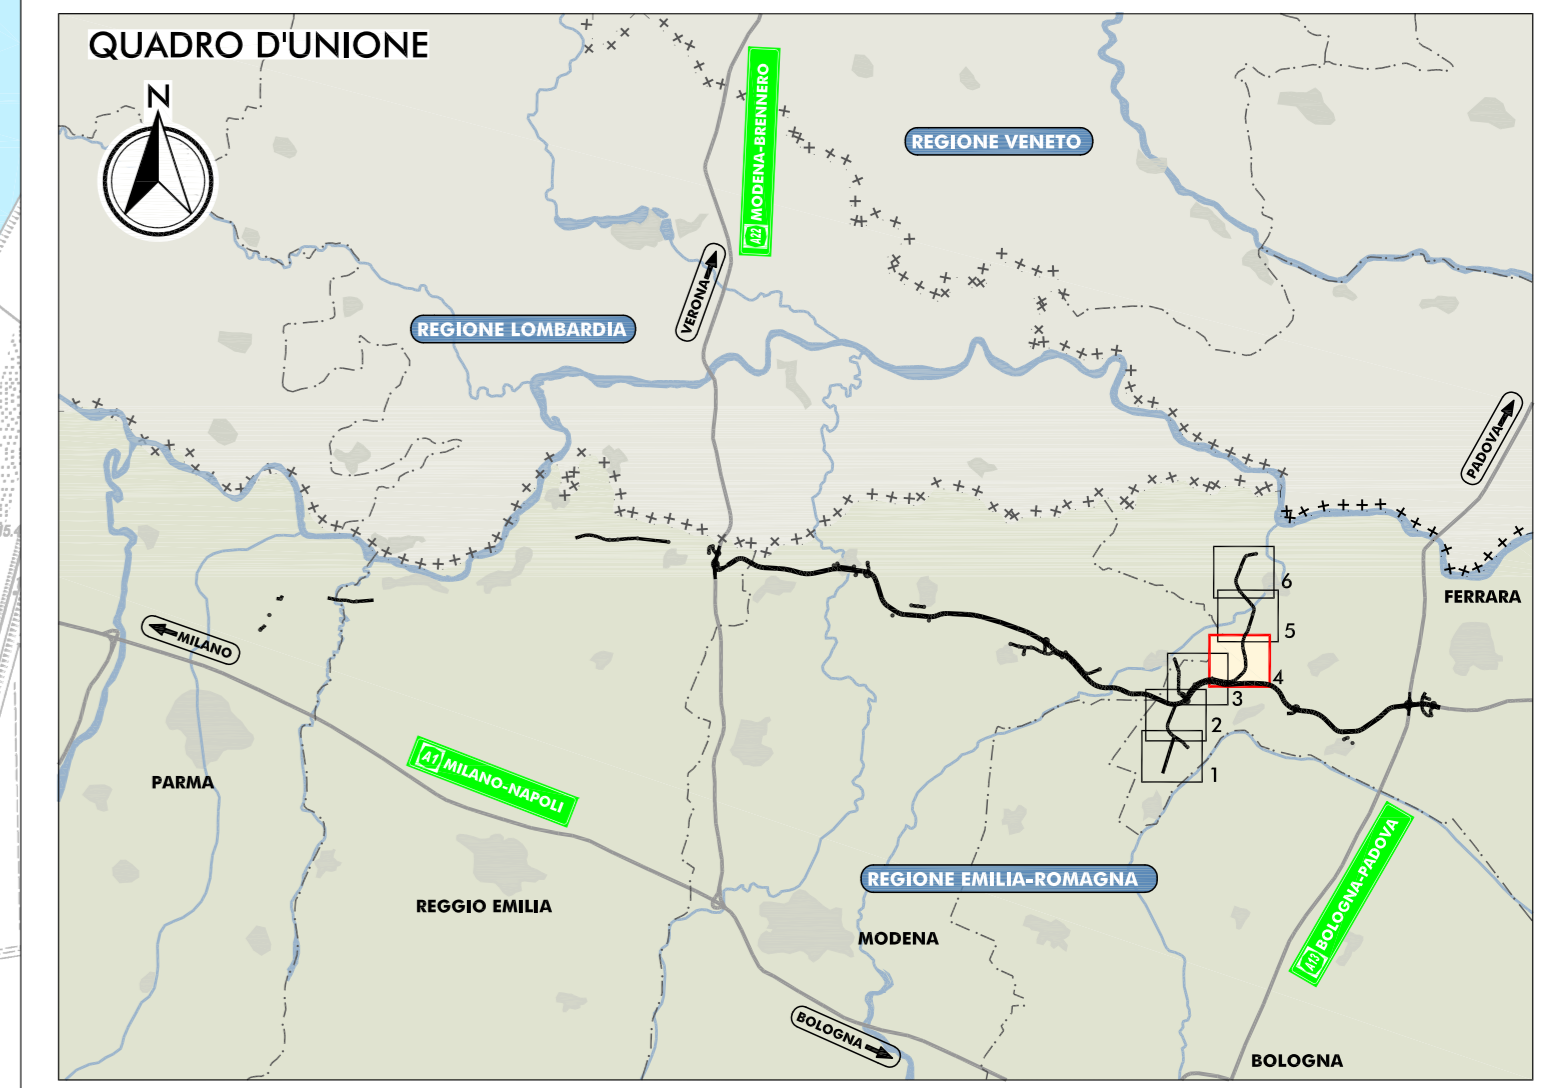 QUADRO D'UNIONE
N
A22 MODENA-BRENNERO
REGIONE VENETO
VERONA
REGIONE LOMBARDIA
PADOVA
6
FERRARA
5
MILANO
4
3
2
1
PARMA
A1 MILANO-NAPOLI
REGIONE EMILIA-ROMAGNA
A13 BOLOGNA-PADOVA
REGGIO EMILIA
MODENA
BOLOGNA
BOLOGNA